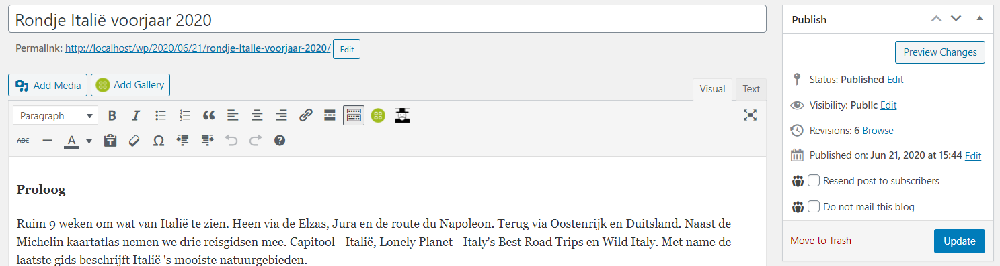 Rondje Italië voorjaar 2020
Permalink: http://localhost/wp/2020/06/21/rondje-italie-voorjaar-2020/ Edit
Add Media Add Gallery
Visual Text
Paragraph B I
ABC A Ω ?
Proloog
Ruim 9 weken om wat van Italië te zien. Heen via de Elzas, Jura en de route du Napoleon. Terug via Oostenrijk en Duitsland. Naast de
Michelin kaartatlas nemen we drie reisgidsen mee. Capitool - Italië, Lonely Planet - Italy's Best Road Trips en Wild Italy. Met name de
laatste gids beschrijft Italië 's mooiste natuurgebieden.
Publish
Preview Changes
Status: Published Edit
Visibility: Public Edit
Revisions: 6 Browse
Published on: Jun 21, 2020 at 15:44 Edit
Resend post to subscribers
Do not mail this blog
Move to Trash Update